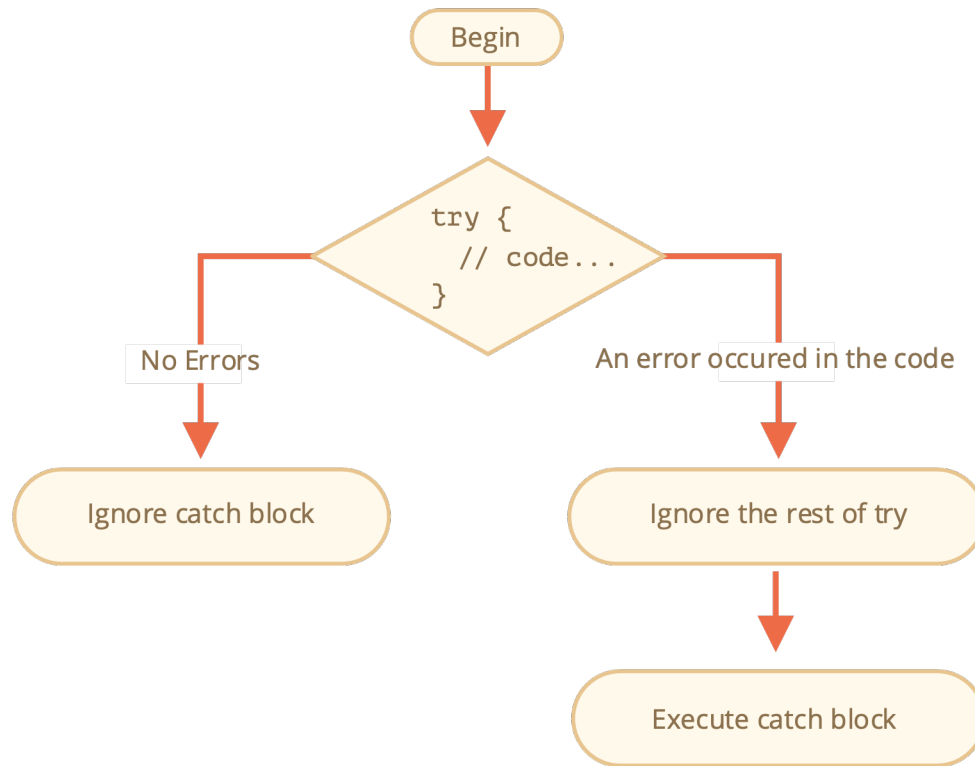 Begin
try {
  // code...
}
No Errors
An error occured in the code
Ignore catch block
Ignore the rest of try
Execute catch block